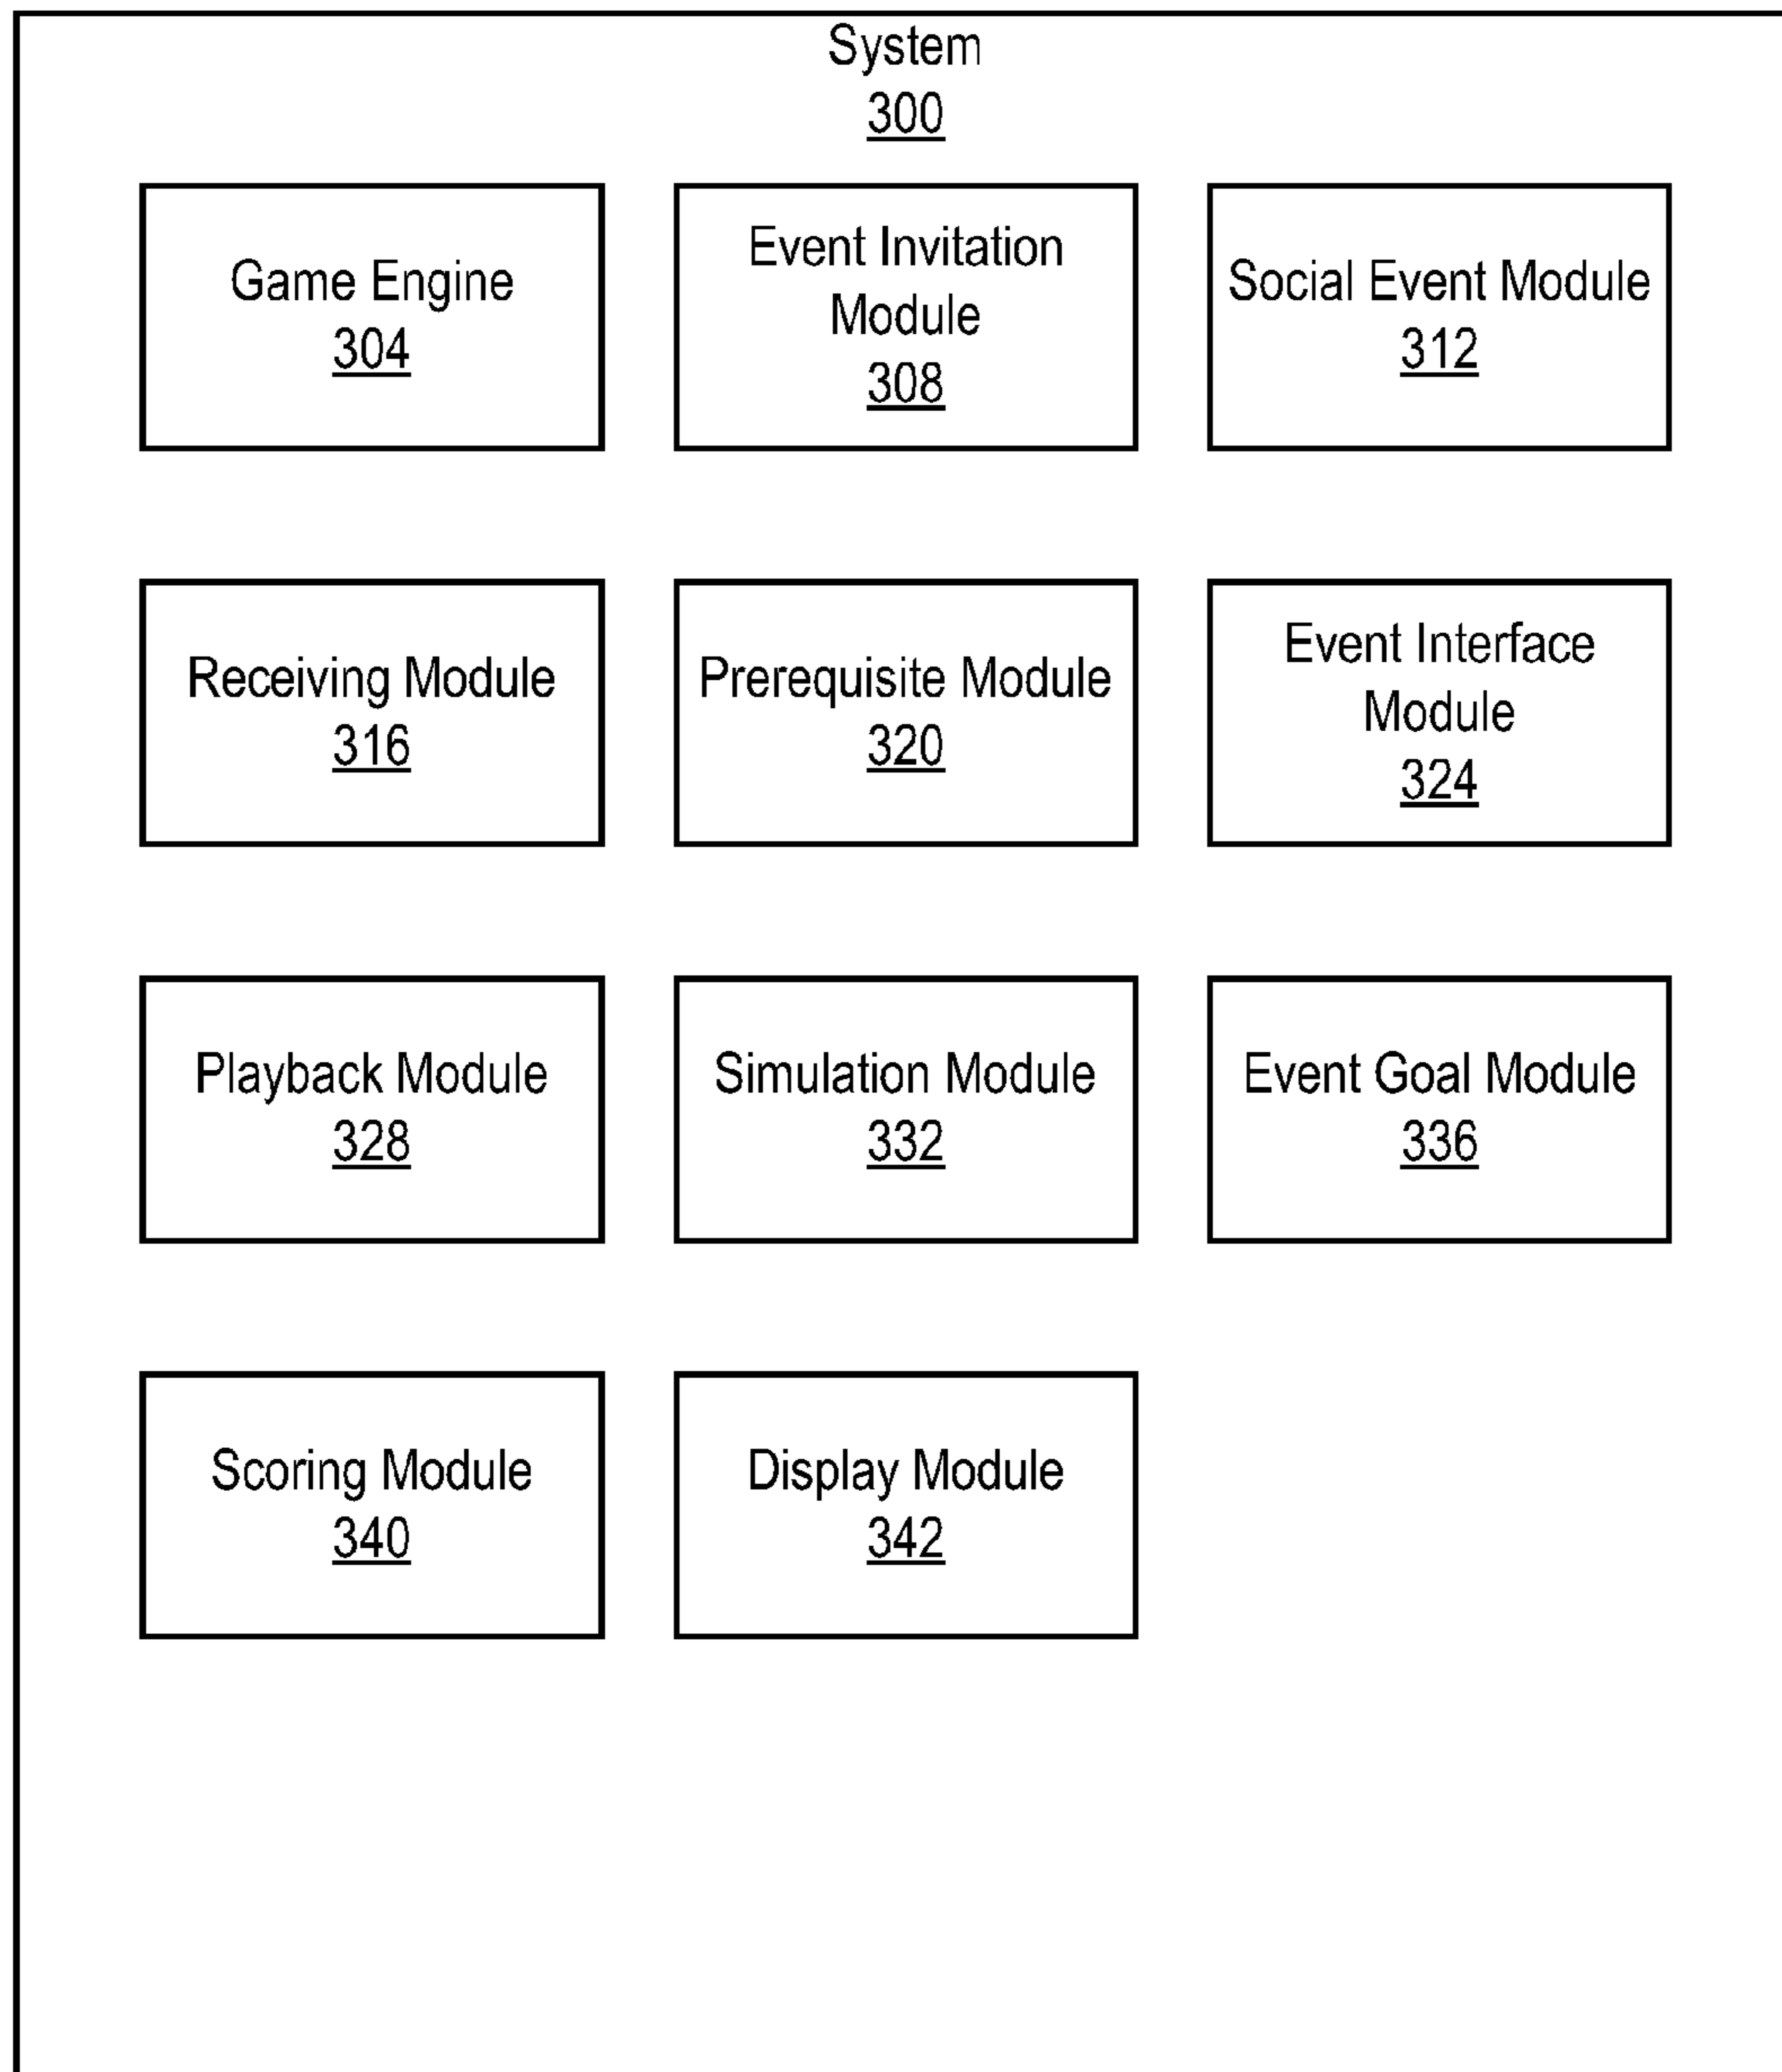 System
300
Game Engine
304
Event Invitation
Module
308
Social Event Module
312
Receiving Module
316
Prerequisite Module
320
Event Interface
Module
324
Playback Module
328
Simulation Module
332
Event Goal Module
336
Scoring Module
340
Display Module
342